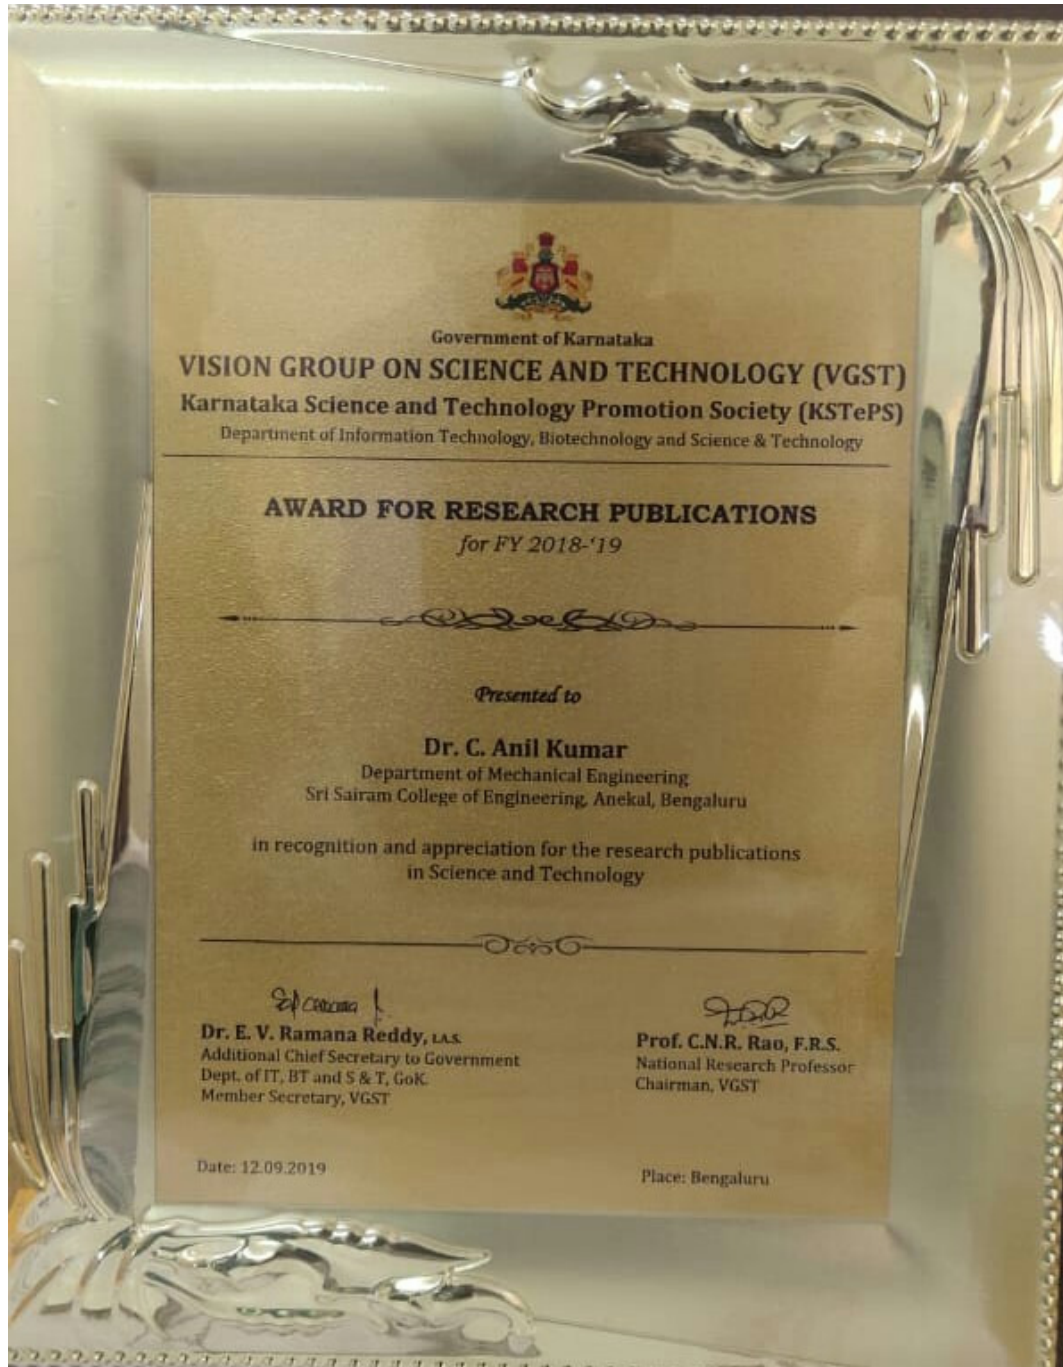 Government of Karnataka
VISION GROUP ON SCIENCE AND TECHNOLOGY (VGST)
Karnataka Science and Technology Promotion Society (KSTePS)
Department of Information Technology, Biotechnology and Science & Technology
AWARD FOR RESEARCH PUBLICATIONS
for FY 2018-‘19
Presented to
Dr. C. Anil Kumar
Department of Mechanical Engineering
Sri Sairam College of Engineering, Anekal, Bengaluru
in recognition and appreciation for the research publications
in Science and Technology
Dr. E. V. Ramana Reddy, I.A.S.
Additional Chief Secretary to Government
Dept. of IT, BT and S & T, GoK.
Member Secretary, VGST
Prof. C.N.R. Rao, F.R.S.
National Research Professor
Chairman, VGST
Date: 12.09.2019
Place: Bengaluru